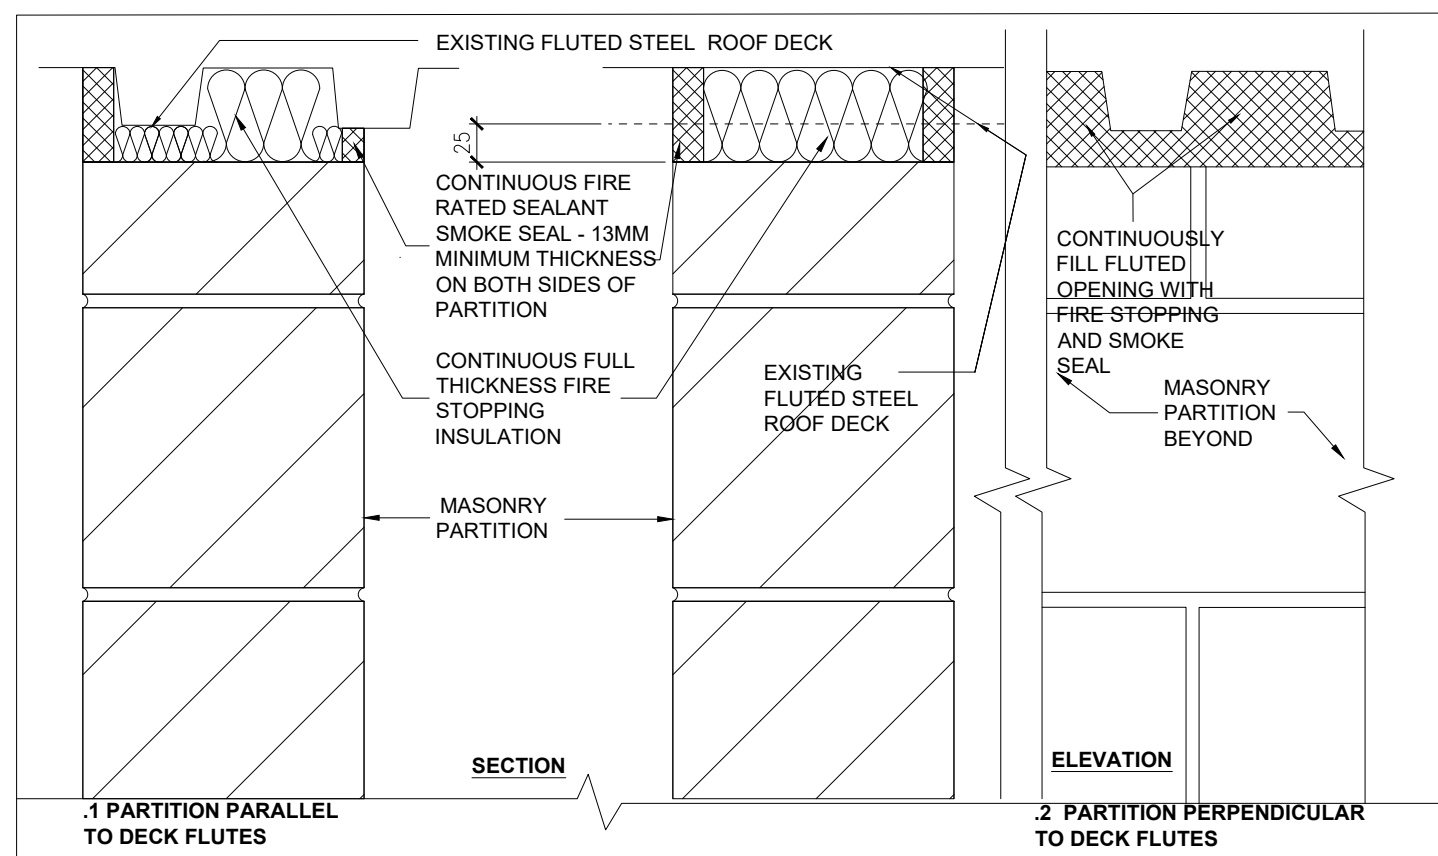 EXISTING FLUTED STEEL ROOF DECK
25
CONTINUOUS FIRE
RATED SEALANT
SMOKE SEAL - 13MM
MINIMUM THICKNESS
ON BOTH SIDES OF
PARTITION
CONTINUOUS FULL
THICKNESS FIRE
STOPPING
INSULATION
MASONRY
PARTITION
EXISTING
FLUTED STEEL
ROOF DECK
CONTINUOUSLY
FILL FLUTED
OPENING WITH
FIRE STOPPING
AND SMOKE
SEAL
MASONRY
PARTITION
BEYOND
SECTION
ELEVATION
.1 PARTITION PARALLEL
TO DECK FLUTES
.2 PARTITION PERPENDICULAR
TO DECK FLUTES